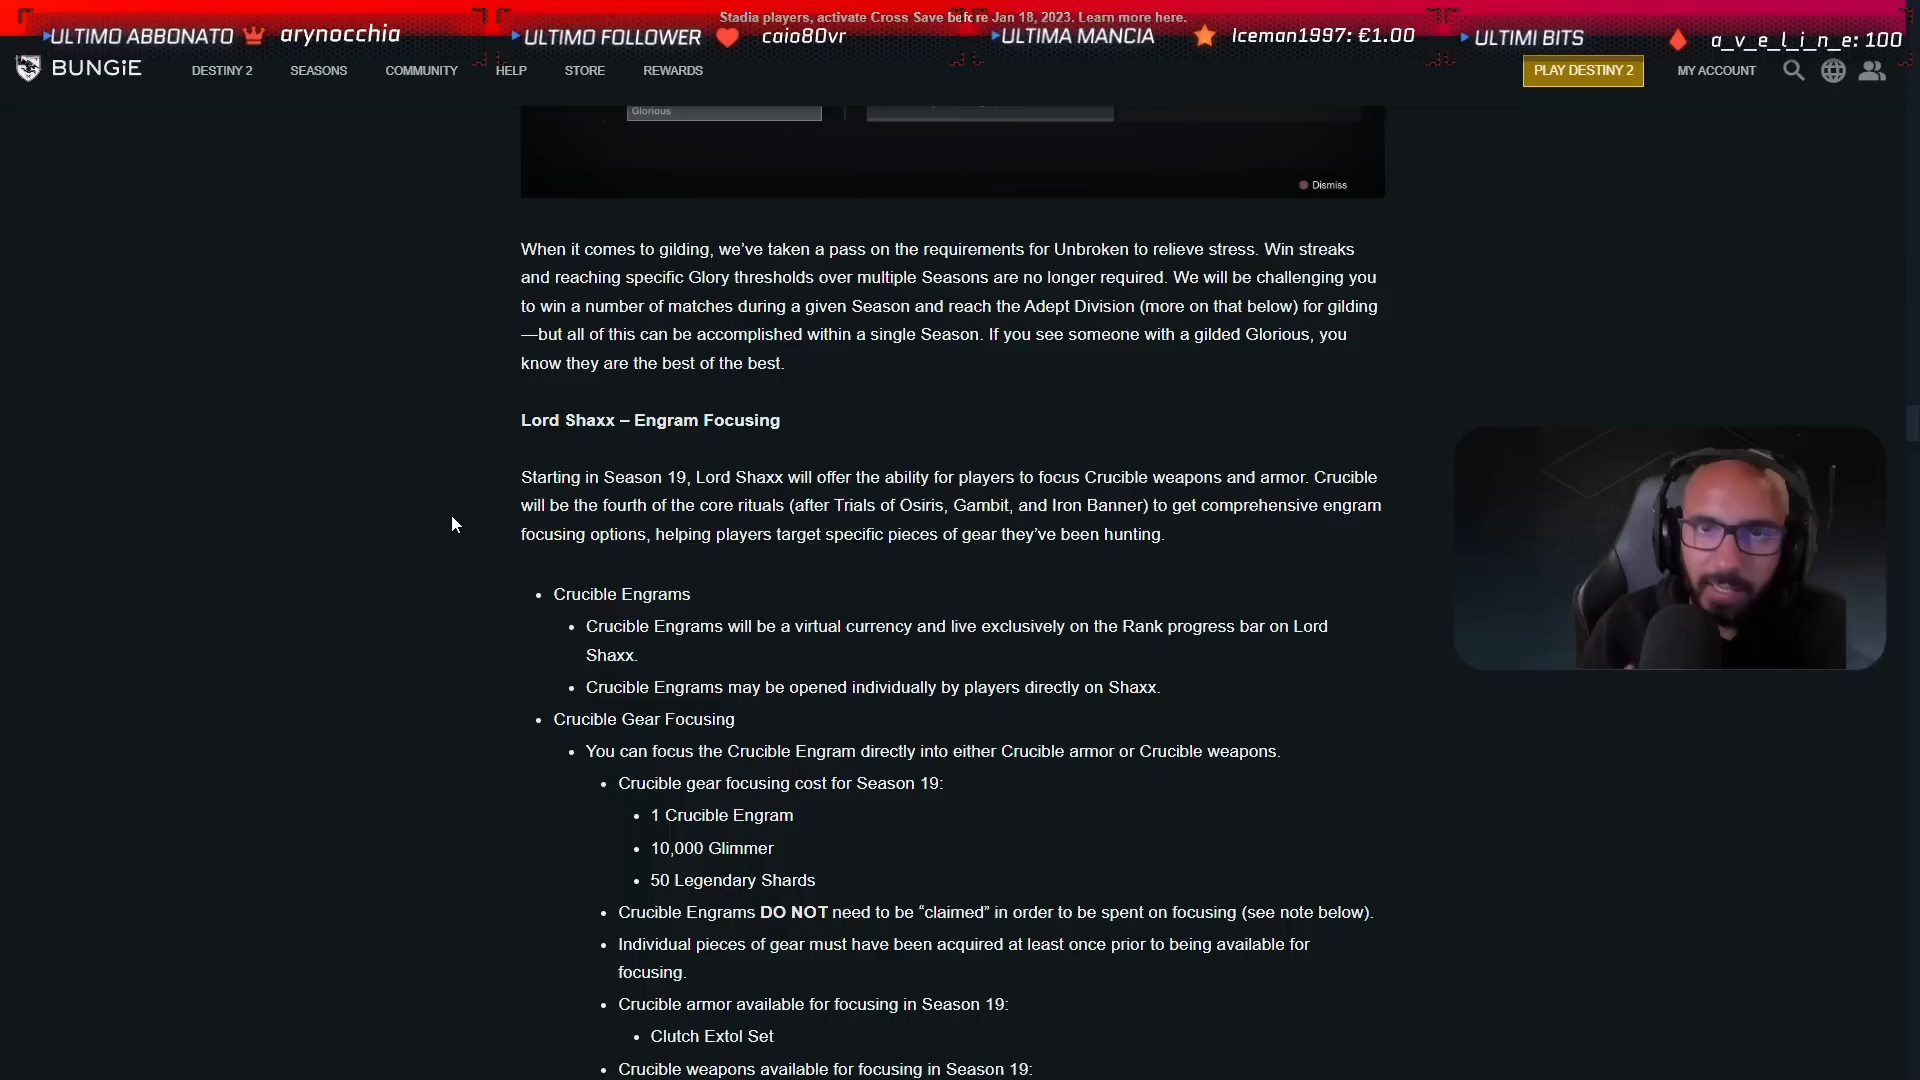 Stadia players, activate Cross Save before Jan 18, 2023. Learn more here.
ULTIMO ABBONATO arynocchia ULTIMO FOLLOWER caio80vr ULTIMA MANCIA Iceman1997: €1.00 ULTIMI BITS a_v_e_l_i_n_e: 100
BUNGiE DESTINY 2 SEASONS COMMUNITY HELP STORE REWARDS PLAY DESTINY 2 MY ACCOUNT
Glorious
Dismiss
When it comes to gilding, we’ve taken a pass on the requirements for Unbroken to relieve stress. Win streaks
and reaching specific Glory thresholds over multiple Seasons are no longer required. We will be challenging you
to win a number of matches during a given Season and reach the Adept Division (more on that below) for gilding
—but all of this can be accomplished within a single Season. If you see someone with a gilded Glorious, you
know they are the best of the best.
Lord Shaxx – Engram Focusing
Starting in Season 19, Lord Shaxx will offer the ability for players to focus Crucible weapons and armor. Crucible
will be the fourth of the core rituals (after Trials of Osiris, Gambit, and Iron Banner) to get comprehensive engram
focusing options, helping players target specific pieces of gear they’ve been hunting.
• Crucible Engrams
• Crucible Engrams will be a virtual currency and live exclusively on the Rank progress bar on Lord
Shaxx.
• Crucible Engrams may be opened individually by players directly on Shaxx.
• Crucible Gear Focusing
• You can focus the Crucible Engram directly into either Crucible armor or Crucible weapons.
• Crucible gear focusing cost for Season 19:
• 1 Crucible Engram
• 10,000 Glimmer
• 50 Legendary Shards
• Crucible Engrams DO NOT need to be “claimed” in order to be spent on focusing (see note below).
• Individual pieces of gear must have been acquired at least once prior to being available for
focusing.
• Crucible armor available for focusing in Season 19:
• Clutch Extol Set
• Crucible weapons available for focusing in Season 19: